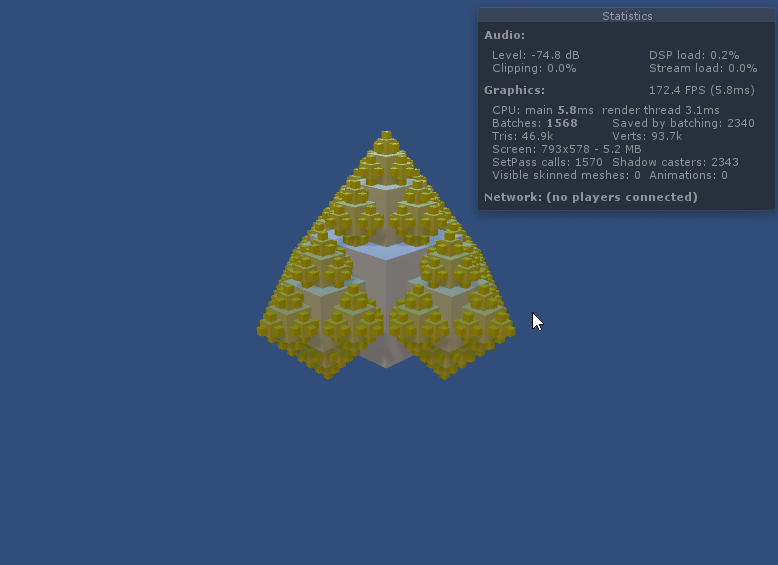 Statistics
Audio:
Level: -74.8 dB DSP load: 0.2%
Clipping: 0.0% Stream load: 0.0%
Graphics: 172.4 FPS (5.8ms)
CPU: main 5.8ms render thread 3.1ms
Batches: 1568 Saved by batching: 2340
Tris: 46.9k Verts: 93.7k
Screen: 793x578 - 5.2 MB
SetPass calls: 1570 Shadow casters: 2343
Visible skinned meshes: 0 Animations: 0
Network: (no players connected)